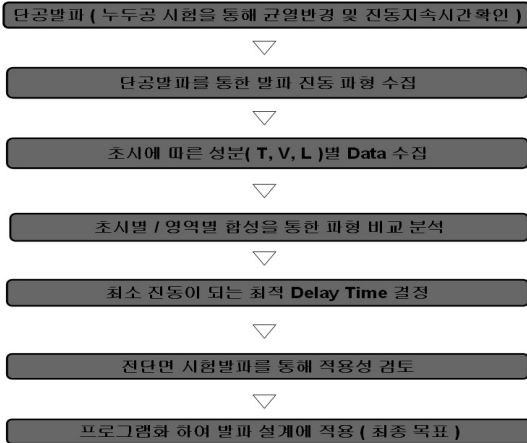 단공발파 ( 누두공 시험을 통해 균열반경 및 진동지속시간확인 )
단공발파를 통한 발파 진동 파형 수집
초시에 따른 성분( T, V, L )별 Data 수집
초시별 / 영역별 합성을 통한 파형 비교 분석
최소 진동이 되는 최적 Delay Time 결정
전단면 시험발파를 통해 적용성 검토
프로그램화 하여 발파 설계에 적용 ( 최종 목표 )